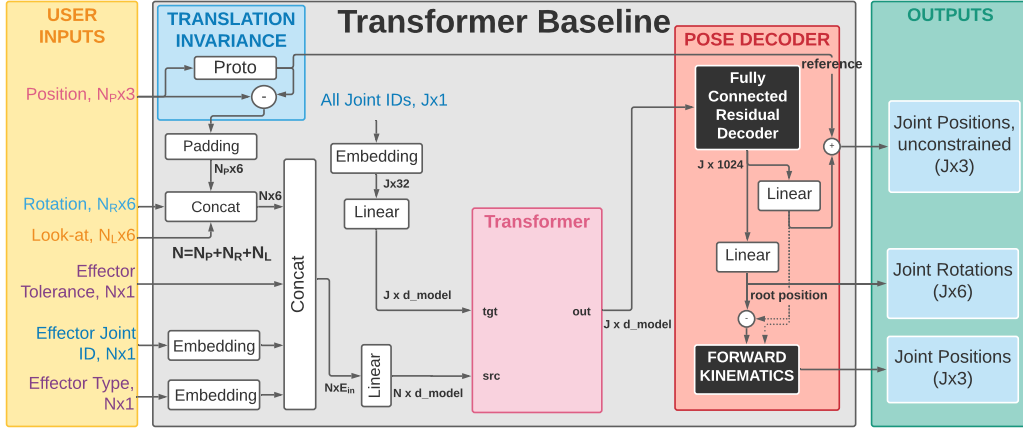 Transformer Baseline
USER
INPUTS
Position, NPx3
Rotation, NRx6
Look-at, NLx6
Effector
Tolerance, Nx1
Effector Joint
ID, Nx1
Effector Type,
Nx1
TRANSLATION
INVARIANCE
Proto
-
Padding
NPx6
Concat
Nx6
N=NP+NR+NL
Embedding
Embedding
Concat
NxEin
Linear
N x d_model
All Joint IDs, Jx1
Embedding
Jx32
Linear
J x d_model
Transformer
tgt
out
src
J x d_model
POSE DECODER
reference
Fully
Connected
Residual
Decoder
J x 1024
+
Linear
Linear
root position
-
FORWARD
KINEMATICS
OUTPUTS
Joint Positions,
unconstrained
(Jx3)
Joint Rotations
(Jx6)
Joint Positions
(Jx3)